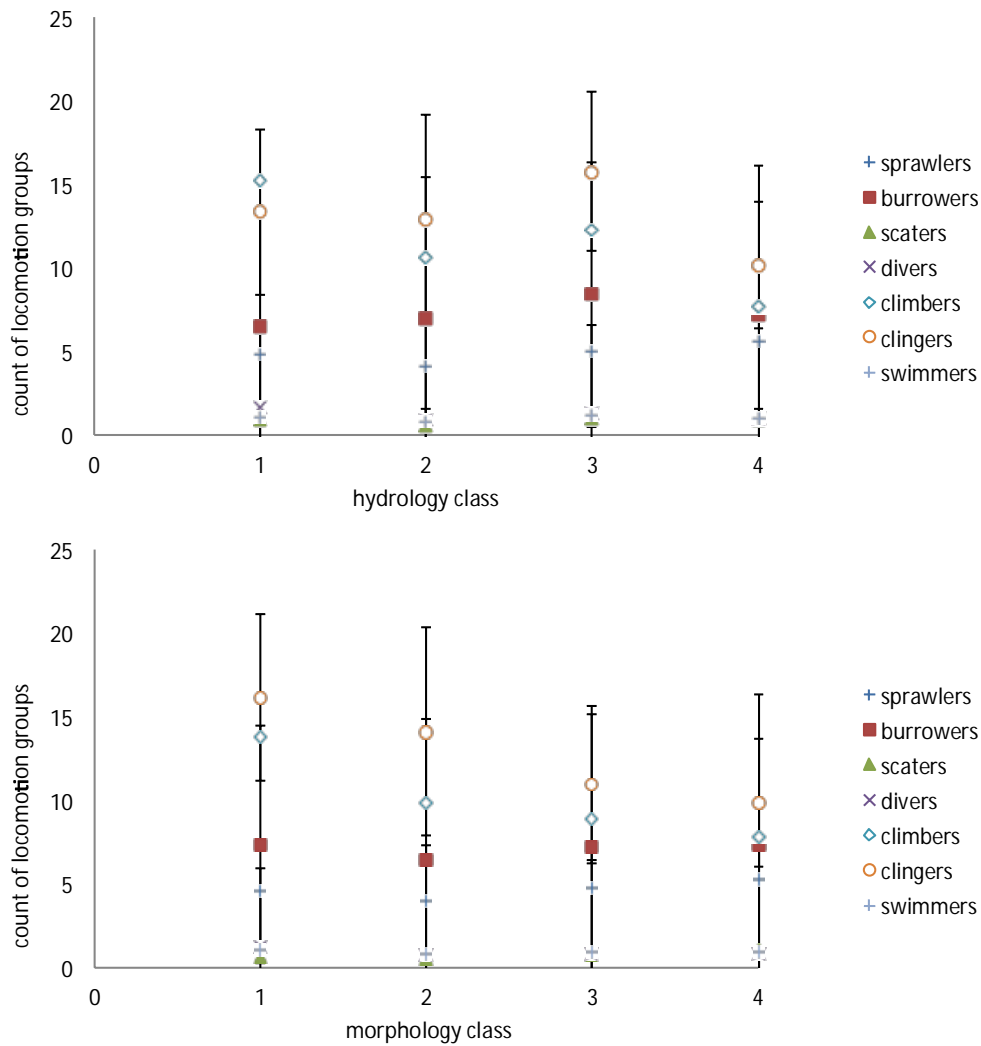 25
20
15
10
5
0
count of locomotion groups
0 1 2 3 4
hydrology class
sprawlers
burrowers
scaters
divers
climbers
clingers
swimmers
25
20
15
10
5
0
count of locomotion groups
0 1 2 3 4
morphology class
sprawlers
burrowers
scaters
divers
climbers
clingers
swimmers